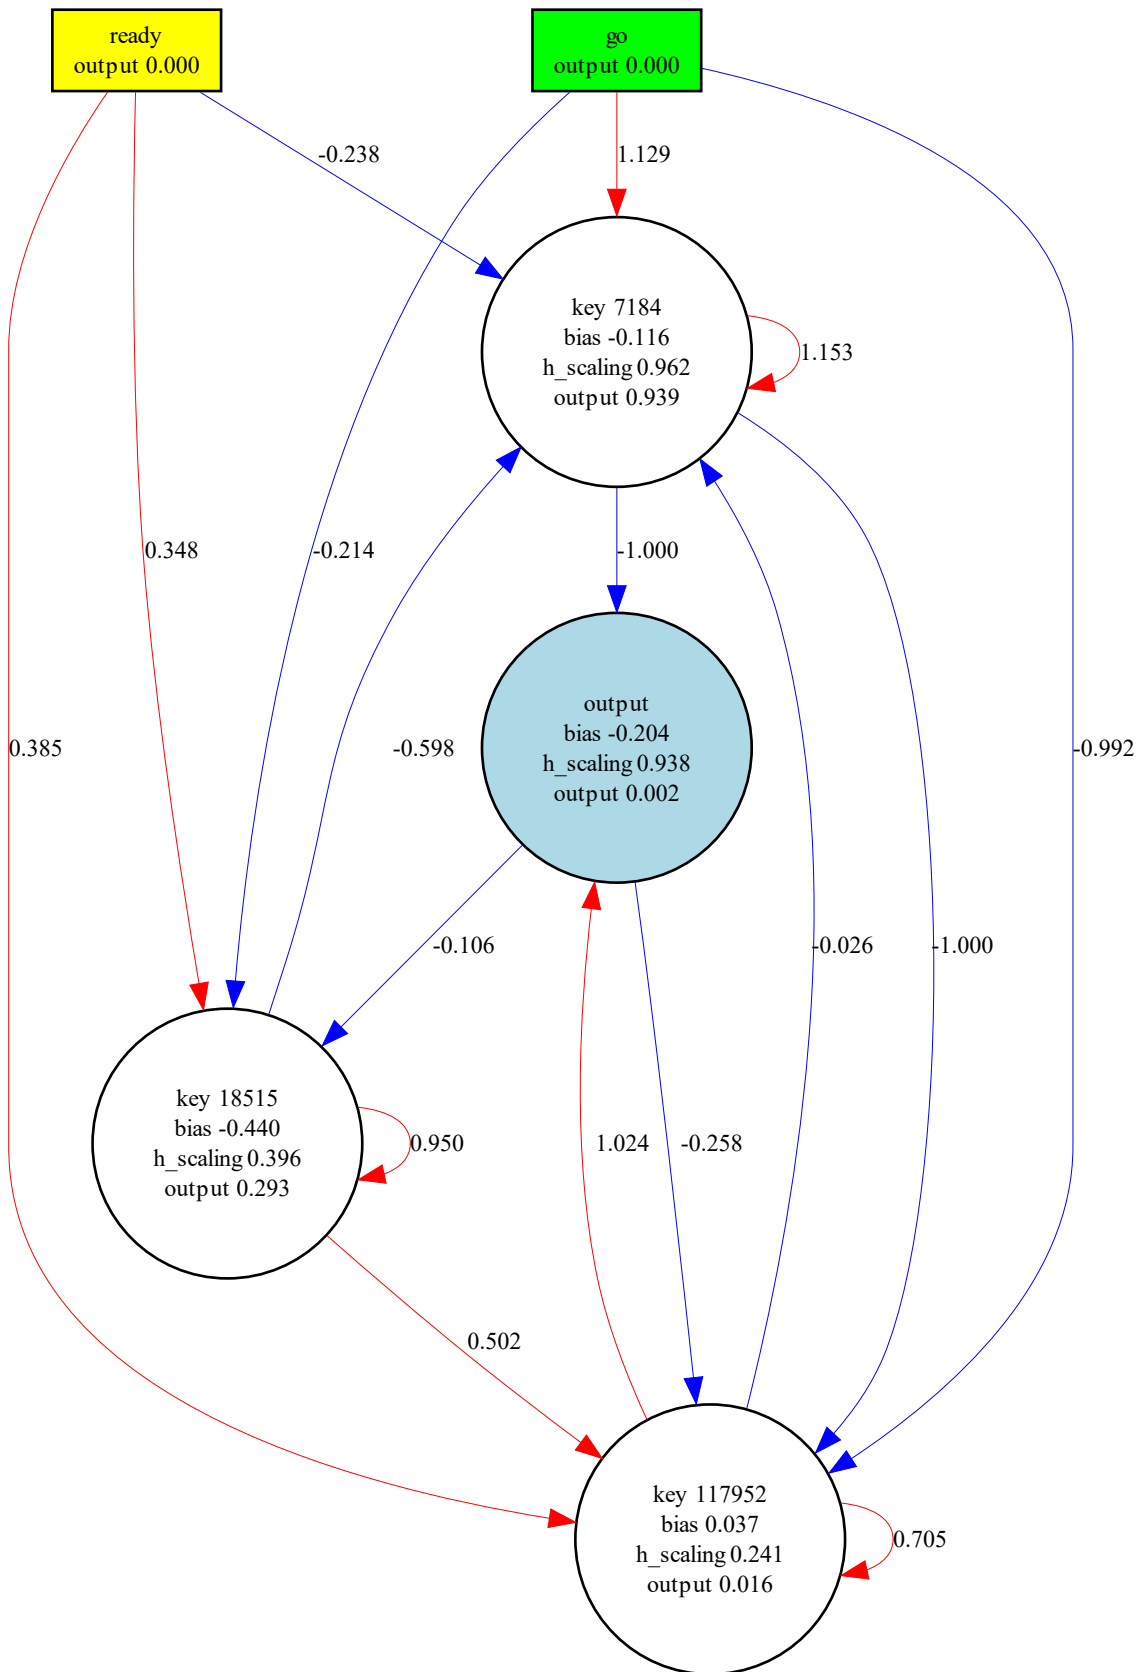 ready
output 0.000
go
output 0.000
-0.238
1.129
key 7184
bias -0.116
h_scaling 0.962
output 0.939
1.153
0.348
-0.214
-1.000
output
bias -0.204
h_scaling 0.938
output 0.002
0.385
-0.598
-0.992
-0.106
-0.026
-1.000
key 18515
bias -0.440
h_scaling 0.396
output 0.293
0.950
1.024
-0.258
0.502
key 117952
bias 0.037
h_scaling 0.241
output 0.016
0.705